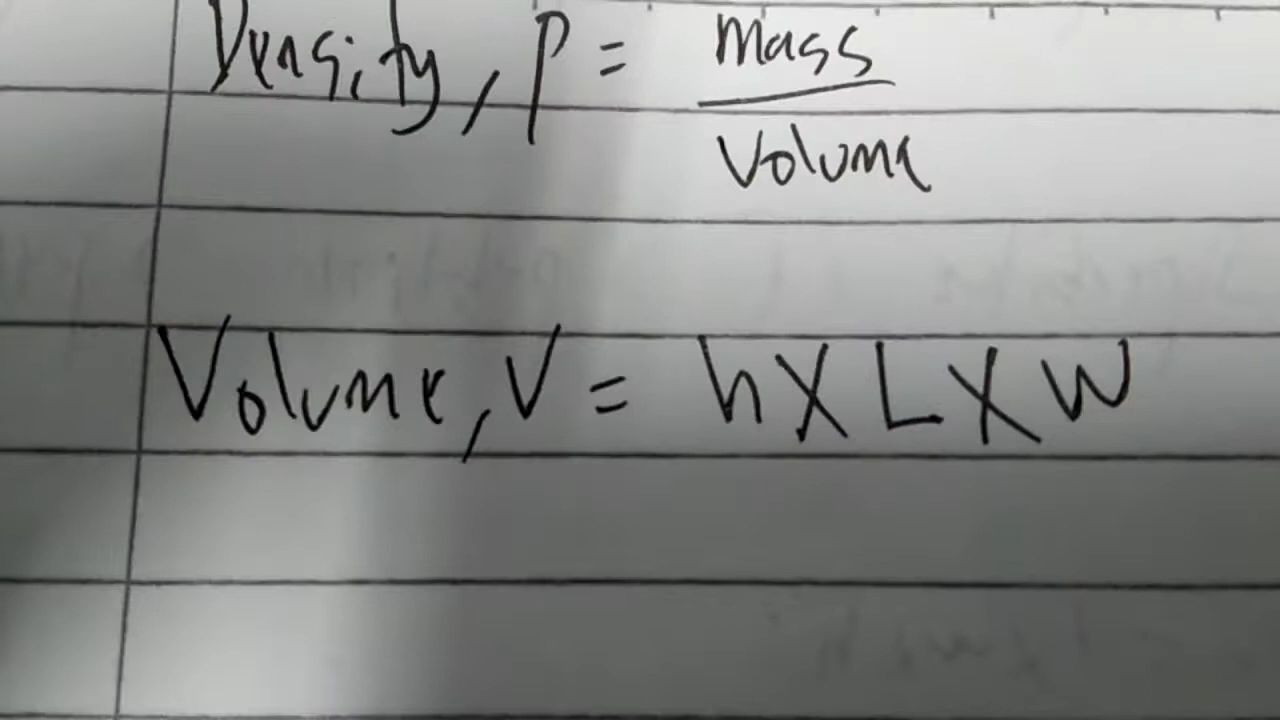 Density, ρ = Mass
Volume
Volume, V = h X L X W